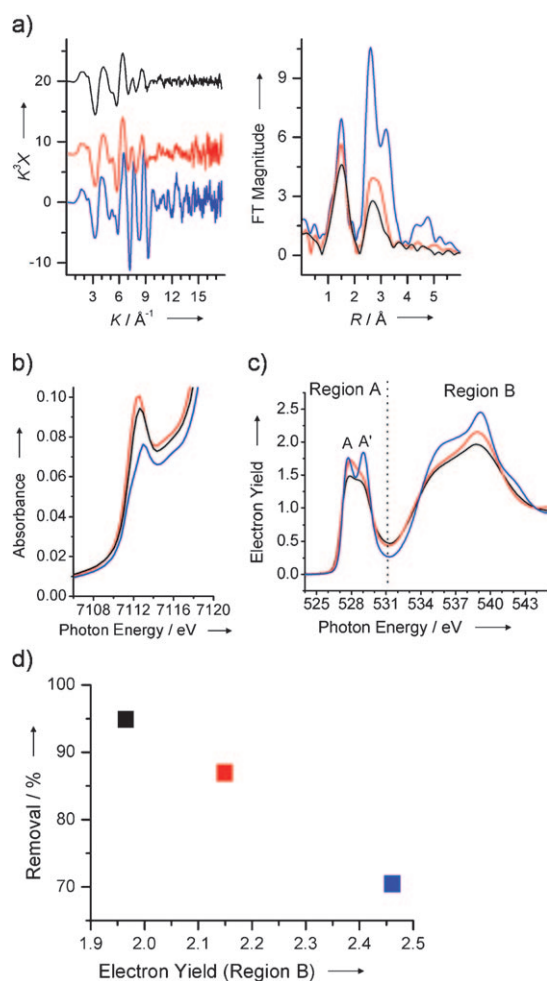 a)
20
10
0
-10
K³X
3 6 9 12 15
K / Å⁻¹
9
6
3
0
FT Magnitude
1 2 3 4 5
R / Å
b)
0.10
0.08
0.06
0.04
0.02
0.00
Absorbance
7108 7112 7116 7120
Photon Energy / eV
c)
Region A Region B
A A'
2.5
2.0
1.5
1.0
0.5
0.0
Electron Yield
525 528 531 534 537 540 543
Photon Energy / eV
d)
100
90
80
70
Removal / %
1.9 2.0 2.1 2.2 2.3 2.4 2.5
Electron Yield (Region B)